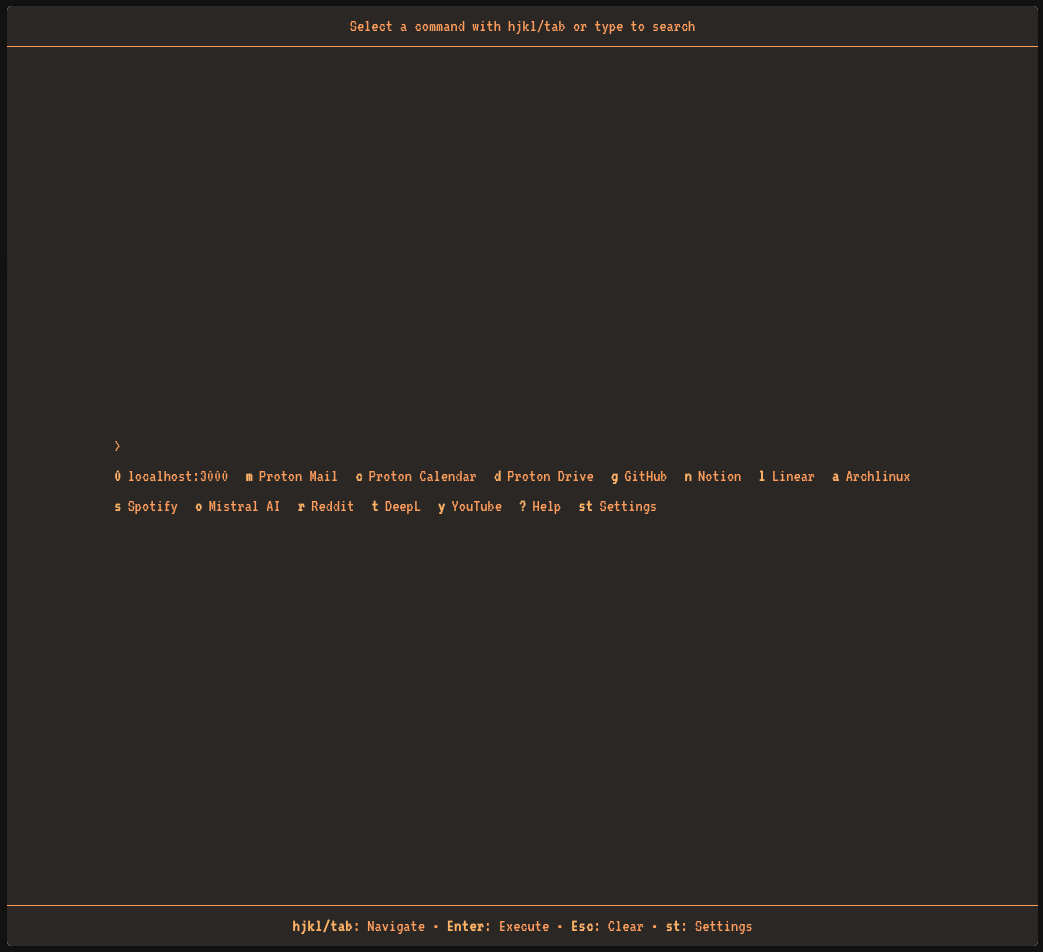 Select a command with hjkl/tab or type to search
>
0 localhost:3000 m Proton Mail c Proton Calendar d Proton Drive g GitHub n Notion l Linear a Archlinux
s Spotify o Mistral AI r Reddit t DeepL y YouTube ? Help st Settings
hjkl/tab: Navigate • Enter: Execute • Esc: Clear • st: Settings